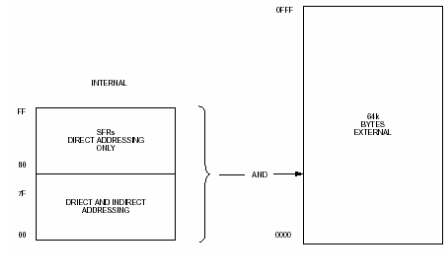 0FFF
INTERNAL
FF
SFRs
DIRECT ADDRESSING
ONLY
80
7F
DRIECT AND INDIRECT
ADDRESSING
00
AND
64k
BYTES
EXTERNAL
0000